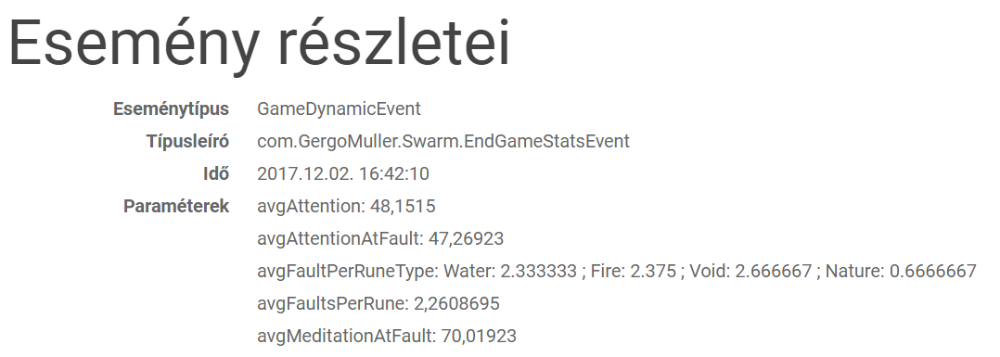 Esemény részletei
Eseménytípus GameDynamicEvent
Típusleíró com.GergoMuller.Swarm.EndGameStatsEvent
Idő 2017.12.02. 16:42:10
Paraméterek avgAttention: 48,1515
avgAttentionAtFault: 47,26923
avgFaultPerRuneType: Water: 2.333333 ; Fire: 2.375 ; Void: 2.666667 ; Nature: 0.6666667
avgFaultsPerRune: 2,2608695
avgMeditationAtFault: 70,01923